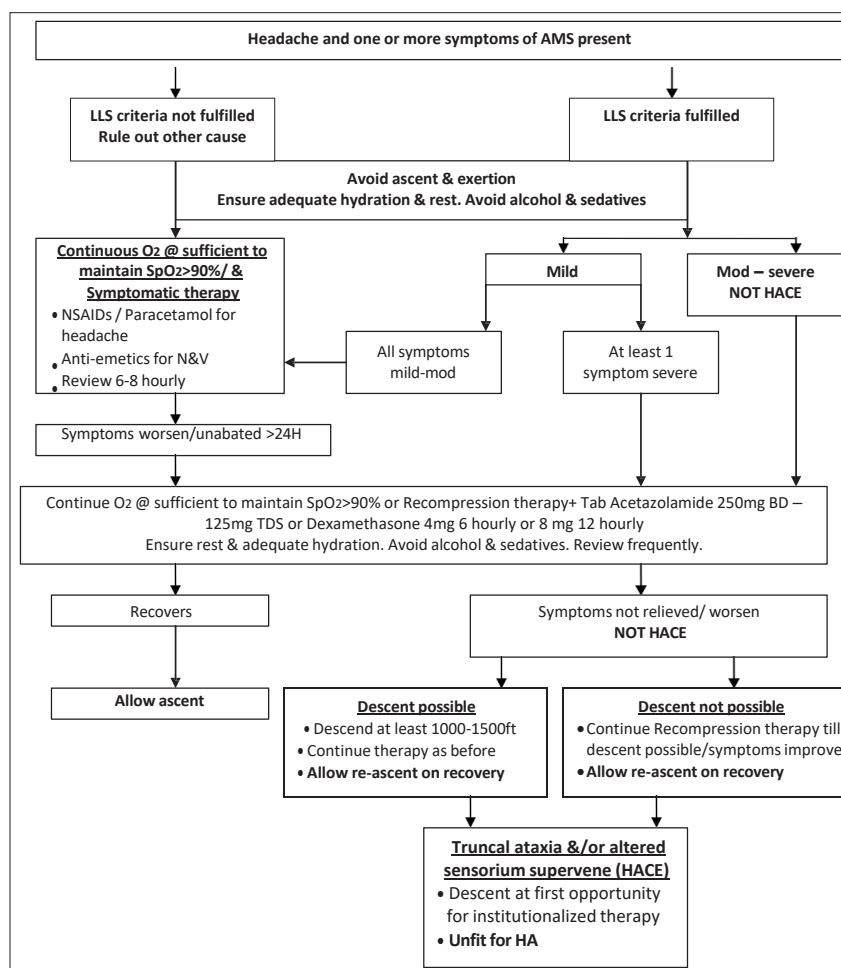 Headache and one or more symptoms of AMS present
LLS criteria not fulfilled
Rule out other cause
LLS criteria fulfilled
Avoid ascent & exertion
Ensure adequate hydration & rest. Avoid alcohol & sedatives
Continuous O2 @ sufficient to
maintain SpO2>90%/ &
Symptomatic therapy
• NSAIDs / Paracetamol for
headache
• Anti-emetics for N&V
• Review 6-8 hourly
Mild
Mod – severe
NOT HACE
All symptoms
mild-mod
At least 1
symptom severe
Symptoms worsen/unabated >24H
Continue O2 @ sufficient to maintain SpO2>90% or Recompression therapy+ Tab Acetazolamide 250mg BD –
125mg TDS or Dexamethasone 4mg 6 hourly or 8 mg 12 hourly
Ensure rest & adequate hydration. Avoid alcohol & sedatives. Review frequently.
Recovers
Symptoms not relieved/ worsen
NOT HACE
Allow ascent
Descent possible
• Descend at least 1000-1500ft
• Continue therapy as before
• Allow re-ascent on recovery
Descent not possible
• Continue Recompression therapy till
descent possible/symptoms improve
• Allow re-ascent on recovery
Truncal ataxia &/or altered
sensorium supervene (HACE)
• Descent at first opportunity
for institutionalized therapy
• Unfit for HA